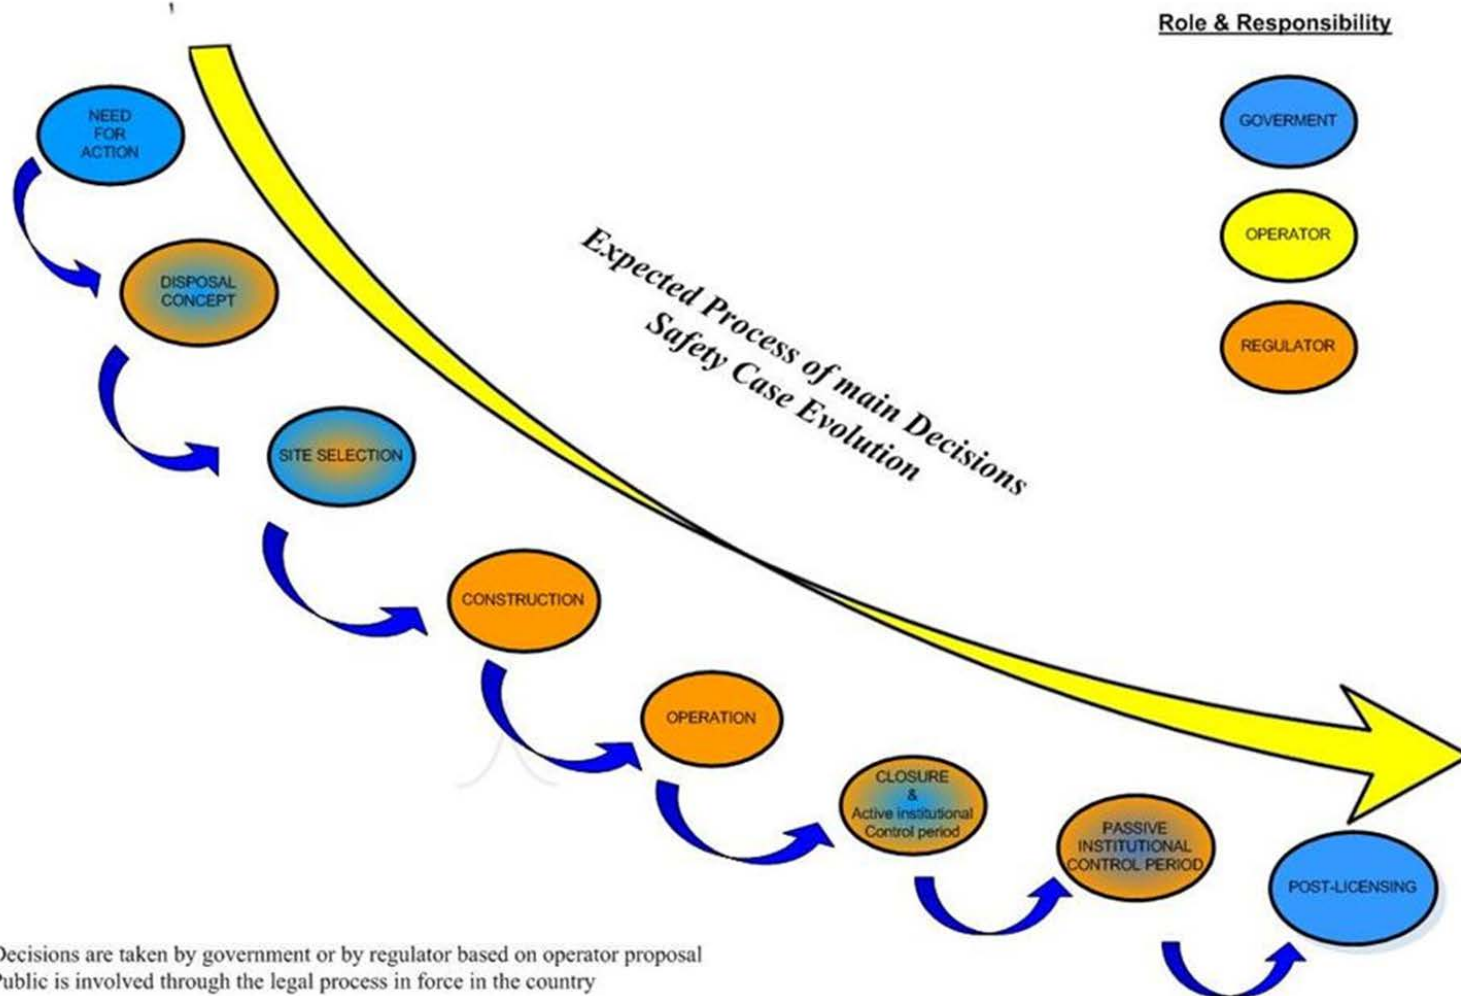 Role & Responsibility
GOVERMENT
OPERATOR
REGULATOR
NEED
FOR
ACTION
DISPOSAL
CONCEPT
SITE SELECTION
CONSTRUCTION
OPERATION
CLOSURE
&
Active institutional
Control period
PASSIVE
INSTITUTIONAL
CONTROL PERIOD
POST-LICENSING
Expected Process of main Decisions
Safety Case Evolution
Decisions are taken by government or by regulator based on operator proposal
Public is involved through the legal process in force in the country